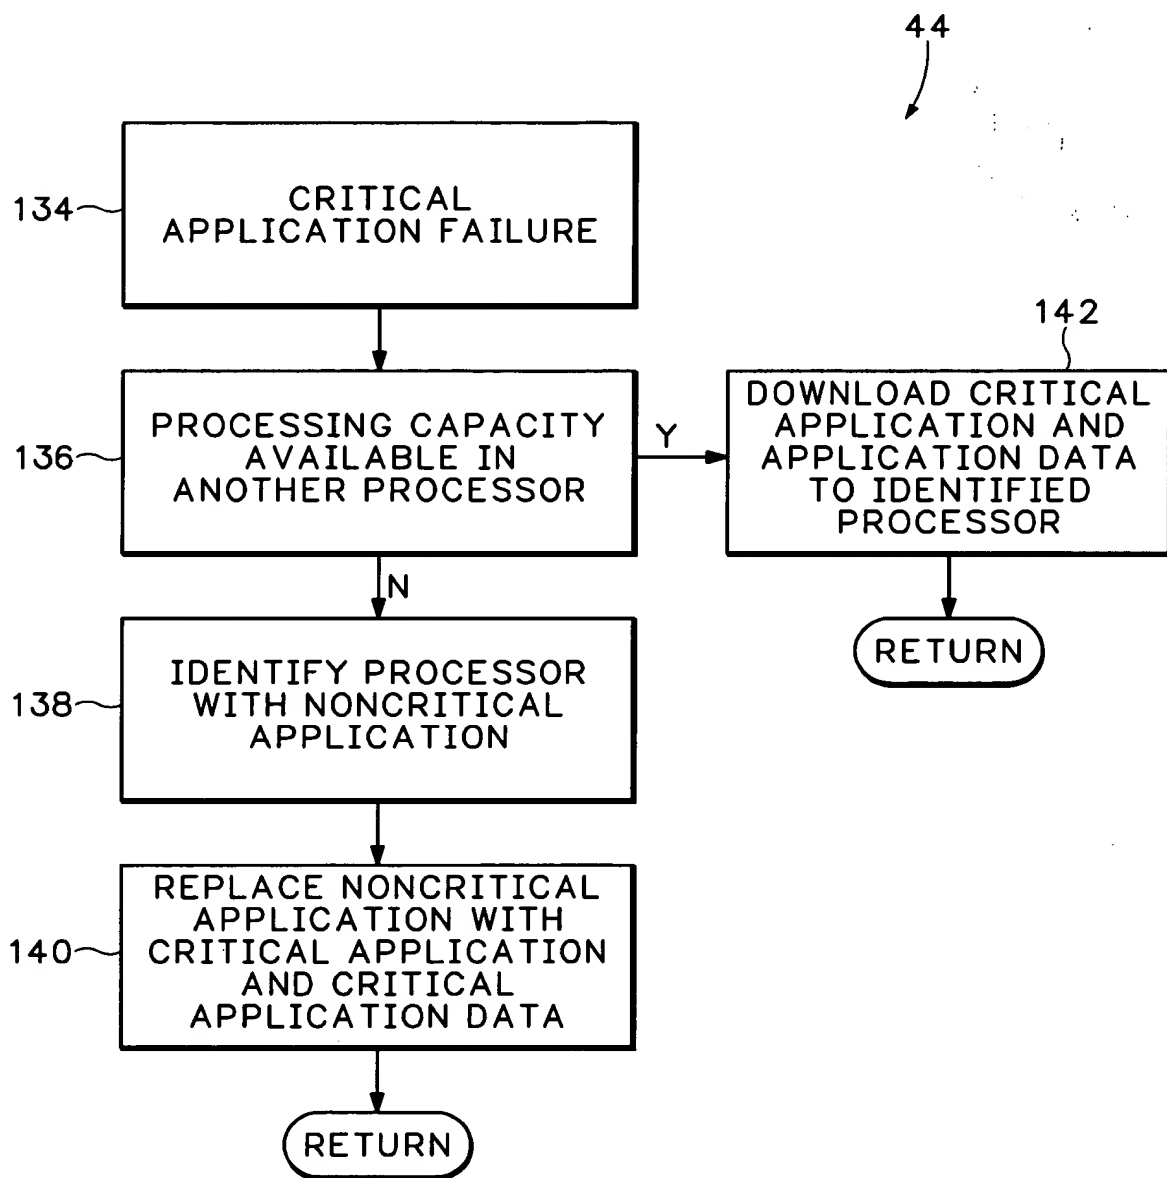 44
134
CRITICAL
APPLICATION FAILURE
136
PROCESSING CAPACITY
AVAILABLE IN
ANOTHER PROCESSOR
Y
142
DOWNLOAD CRITICAL
APPLICATION AND
APPLICATION DATA
TO IDENTIFIED
PROCESSOR
RETURN
N
138
IDENTIFY PROCESSOR
WITH NONCRITICAL
APPLICATION
140
REPLACE NONCRITICAL
APPLICATION WITH
CRITICAL APPLICATION
AND CRITICAL
APPLICATION DATA
RETURN